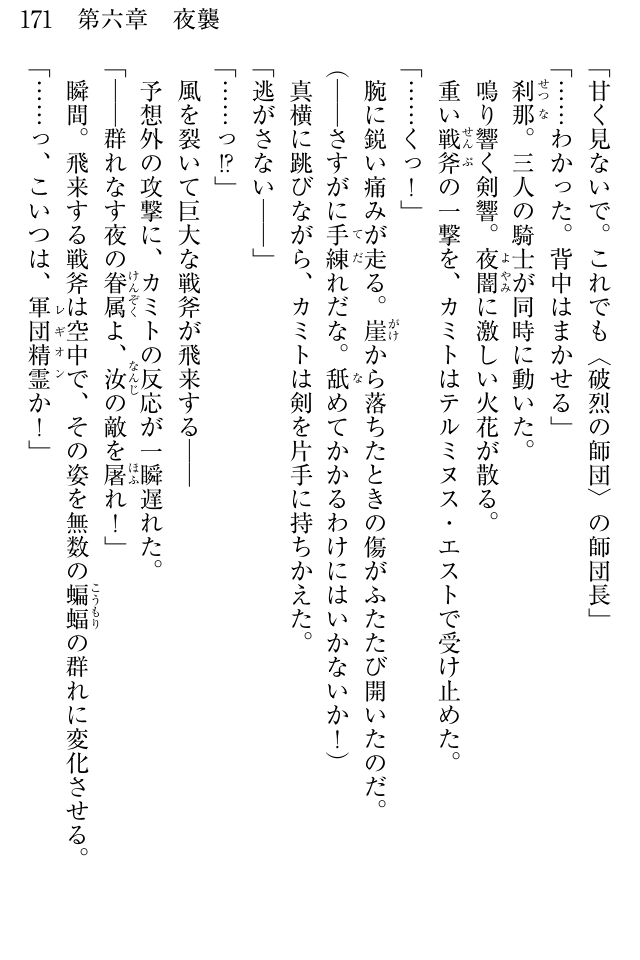 171　第六章　夜襲
「甘く見ないで。これでも〈破烈の師団〉の師団長」
「……わかった。背中はまかせる」
刹那。三人の騎士が同時に動いた。
鳴り響く剣響。夜闇に激しい火花が散る。
重い戦斧の一撃を、カミトはテルミヌス・エストで受け止めた。
「……くっ！」
腕に鋭い痛みが走る。崖から落ちたときの傷がふたたび開いたのだ。
（――さすがに手練れだな。舐めてかかるわけにはいかないか！）
真横に跳びながら、カミトは剣を片手に持ちかえた。
「逃がさない――」
「……っ!?」
風を裂いて巨大な戦斧が飛来する――
予想外の攻撃に、カミトの反応が一瞬遅れた。
「――群れなす夜の眷属よ、汝の敵を屠れ！」
瞬間。飛来する戦斧は空中で、その姿を無数の蝙蝠の群れに変化させる。
「……っ、こいつは、軍団精霊か！」